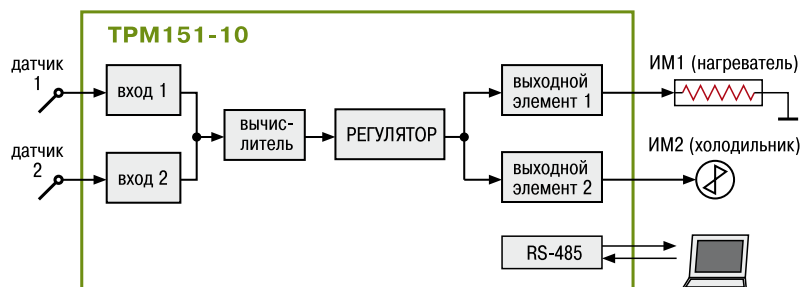 ТРМ151-10
датчик
1
вход 1
датчик
2
вход 2
вычис-
литель
РЕГУЛЯТОР
выходной
элемент 1
выходной
элемент 2
RS-485
ИМ1 (нагреватель)
ИМ2 (холодильник)